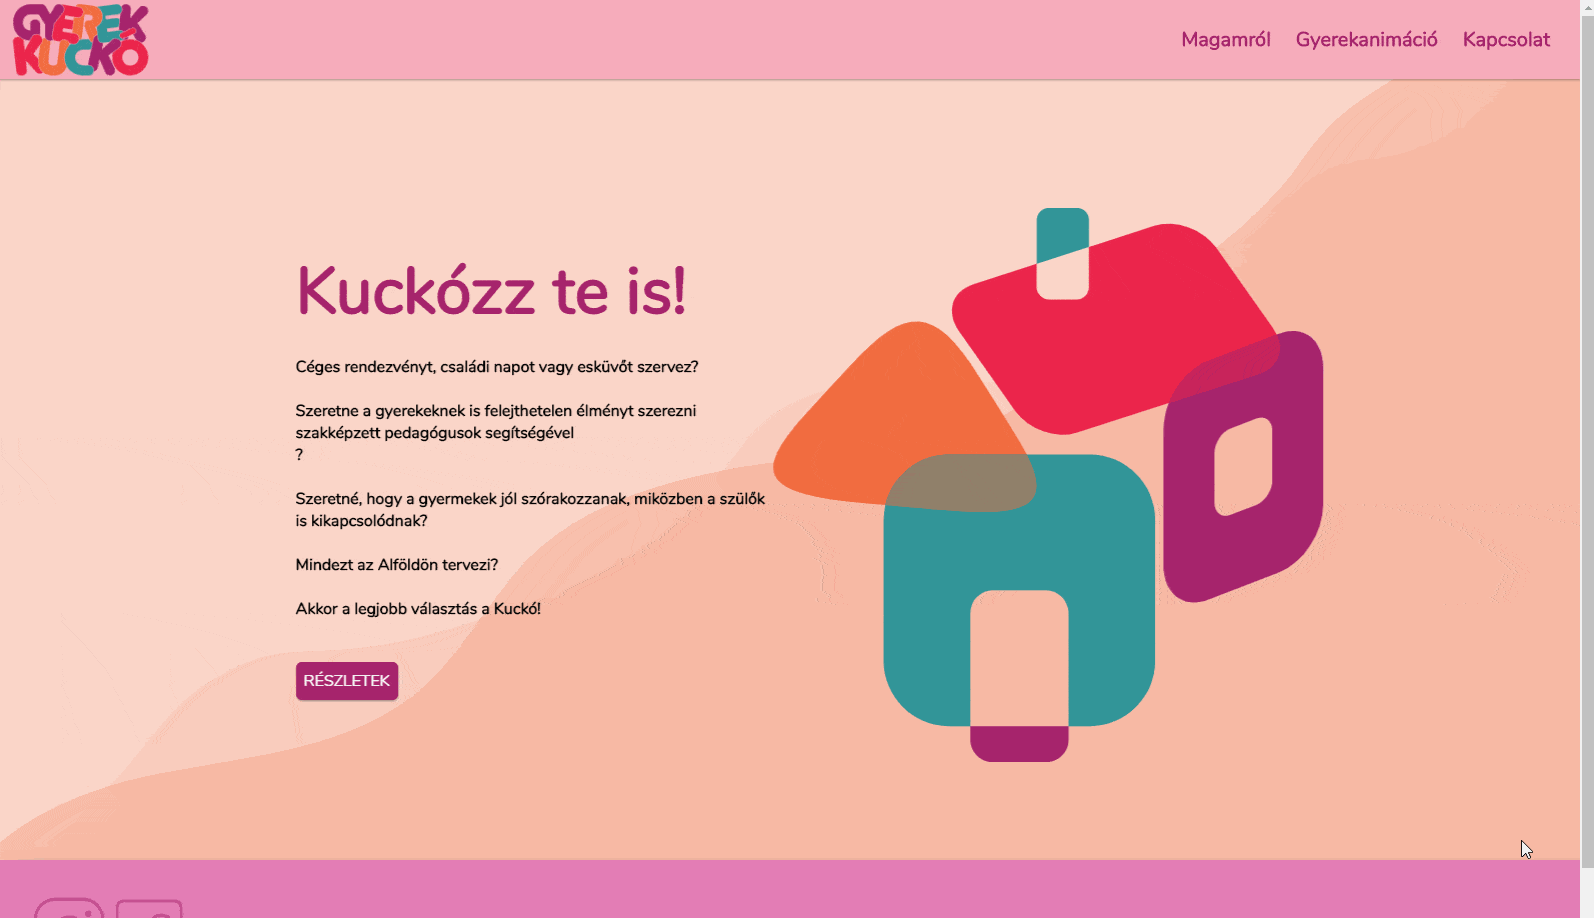 GYEREK
KUCKÓ
Magamról Gyerekanimáció Kapcsolat
Kuckózz te is!
Céges rendezvényt, családi napot vagy esküvőt szervez?
Szeretne a gyerekeknek is felejthetelen élményt szerezni
szakképzett pedagógusok segítségével
?
Szeretné, hogy a gyermekek jól szórakozzanak, miközben a szülők
is kikapcsolódnak?
Mindezt az Alföldön tervezi?
Akkor a legjobb választás a Kuckó!
RÉSZLETEK